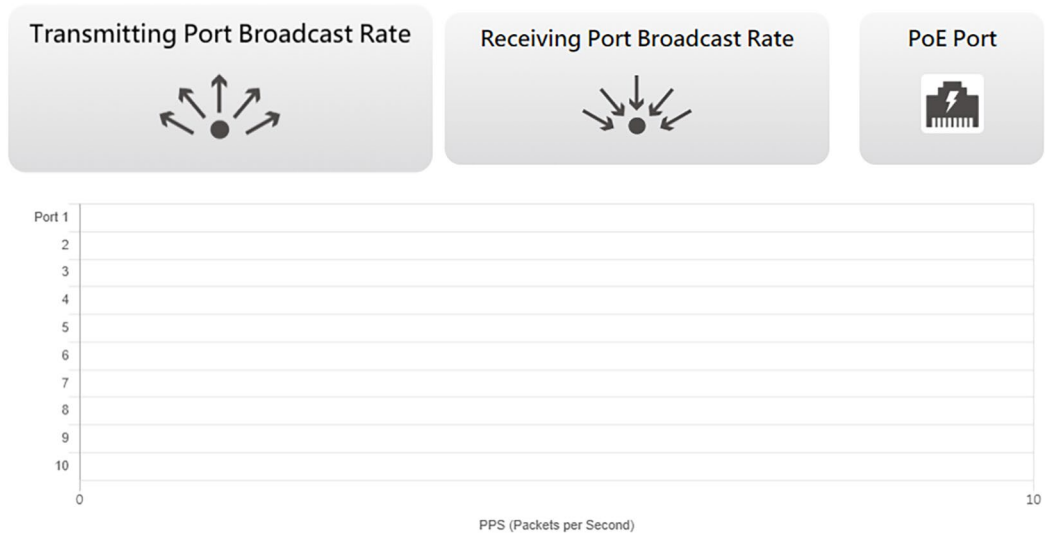 Transmitting Port Broadcast Rate
Receiving Port Broadcast Rate
PoE Port
Port 1
2
3
4
5
6
7
8
9
10
0
10
PPS (Packets per Second)